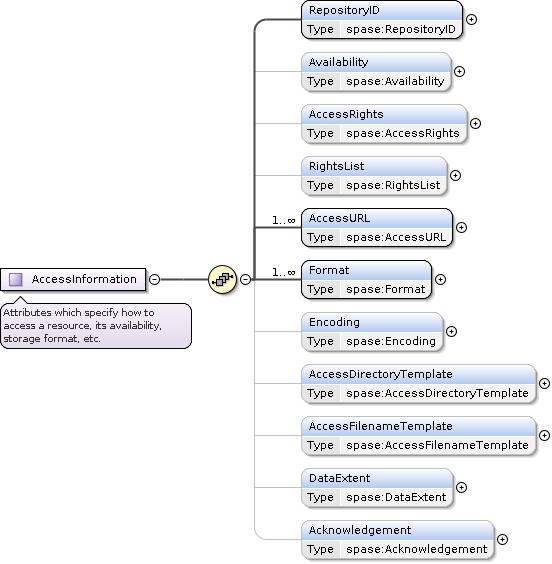 RepositoryID
Type spase:RepositoryID
Availability
Type spase:Availability
AccessRights
Type spase:AccessRights
RightsList
Type spase:RightsList
1..∞
AccessURL
Type spase:AccessURL
1..∞
Format
Type spase:Format
AccessInformation
Attributes which specify how to
access a resource, its availability,
storage format, etc.
Encoding
Type spase:Encoding
AccessDirectoryTemplate
Type spase:AccessDirectoryTemplate
AccessFilenameTemplate
Type spase:AccessFilenameTemplate
DataExtent
Type spase:DataExtent
Acknowledgement
Type spase:Acknowledgement